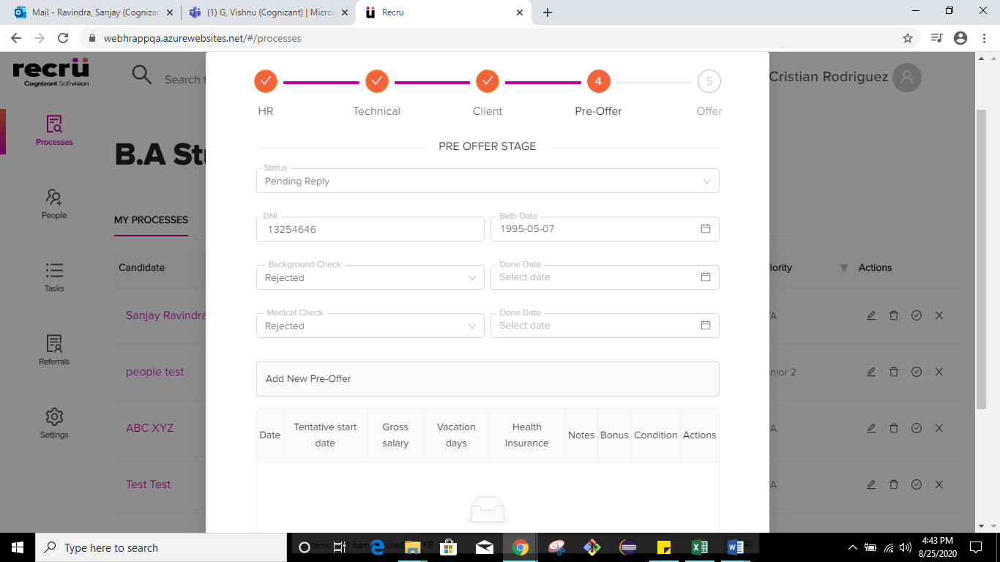 Mail - Ravindra, Sanjay (Cognizan
(1) G, Vishnu (Cognizant) | Micros
Recru
webhrappqa.azurewebsites.net/#/processes
recrü
Cognizant Softvision
Search f
Cristian Rodriguez
HR
Technical
Client
4
Pre-Offer
5
Offer
Processes
People
Tasks
Referrals
Settings
B.A Stu
MY PROCESSES
PRE OFFER STAGE
Status
Pending Reply
DNI
13254646
Birth Date
1995-05-07
Background Check
Rejected
Done Date
Select date
Medical Check
Rejected
Done Date
Select date
Add New Pre-Offer
Date
Tentative start
date
Gross
salary
Vacation
days
Health
Insurance
Notes
Bonus
Condition
Actions
Candidate
iority
Actions
Sanjay Ravindra
/A
people test
unior 2
ABC XYZ
/A
Test Test
/A
Type here to search
4:43 PM
8/25/2020